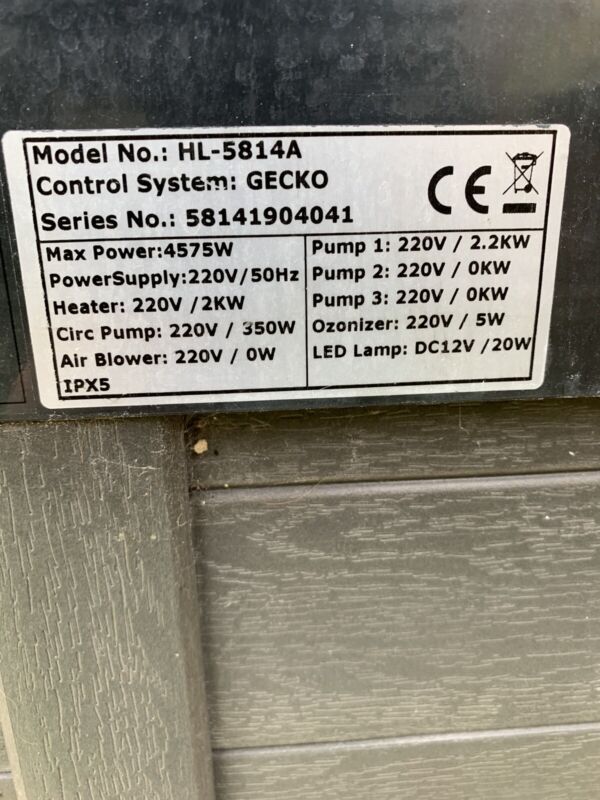 Model No.: HL-5814A
Control System: GECKO
Series No.: 58141904041
CE
Max Power:4575W
PowerSupply:220V/50Hz
Heater: 220V /2KW
Circ Pump: 220V / 350W
Air Blower: 220V / 0W
IPX5
Pump 1: 220V / 2.2KW
Pump 2: 220V / 0KW
Pump 3: 220V / 0KW
Ozonizer: 220V / 5W
LED Lamp: DC12V /20W